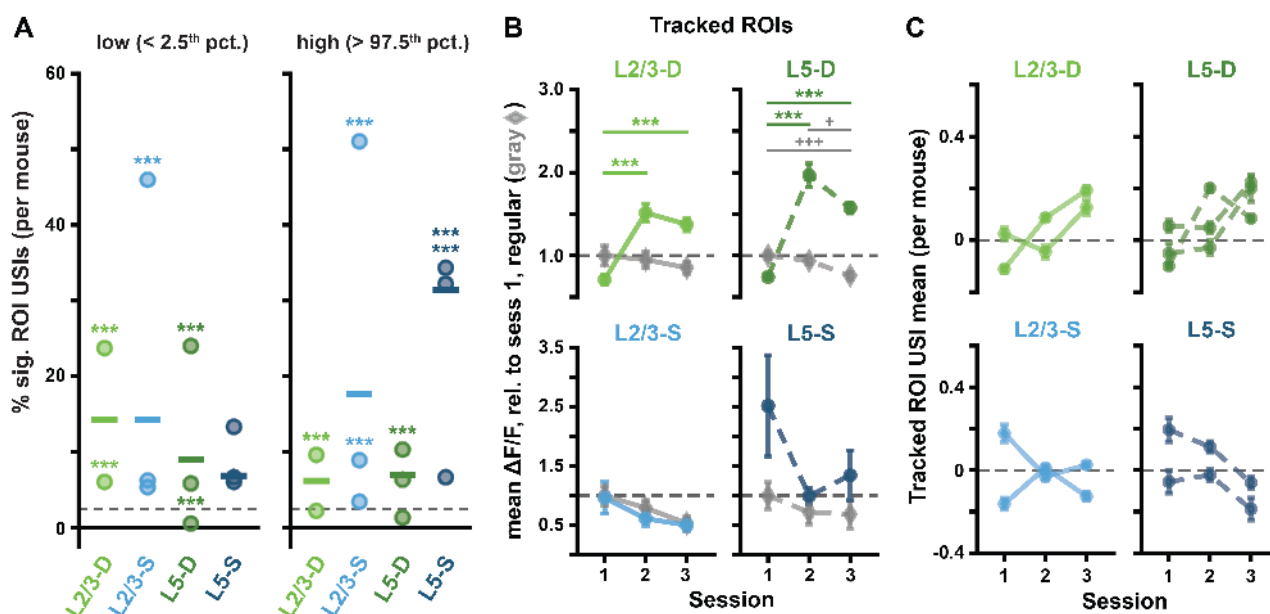 A
low (< 2.5th pct.)
high (> 97.5th pct.)
% sig. ROI USIs (per mouse)
60
40
20
0
***
***
***
***
***
***
***
***
***
***
***
L2/3-D
L2/3-S
L5-D
L5-S
L2/3-D
L2/3-S
L5-D
L5-S
B
Tracked ROIs
mean ΔF/F, rel. to sess 1, regular (gray ◆)
L2/3-D
L5-D
3.0
2.0
1.0
***
***
***
***
+
+++
L2/3-S
L5-S
3.5
2.5
1.5
0.5
1 2 3
1 2 3
Session
C
Tracked ROI USI mean (per mouse)
L2/3-D
L5-D
0.4
0
L2/3-S
L5-S
0.4
0
-0.4
1 2 3
1 2 3
Session